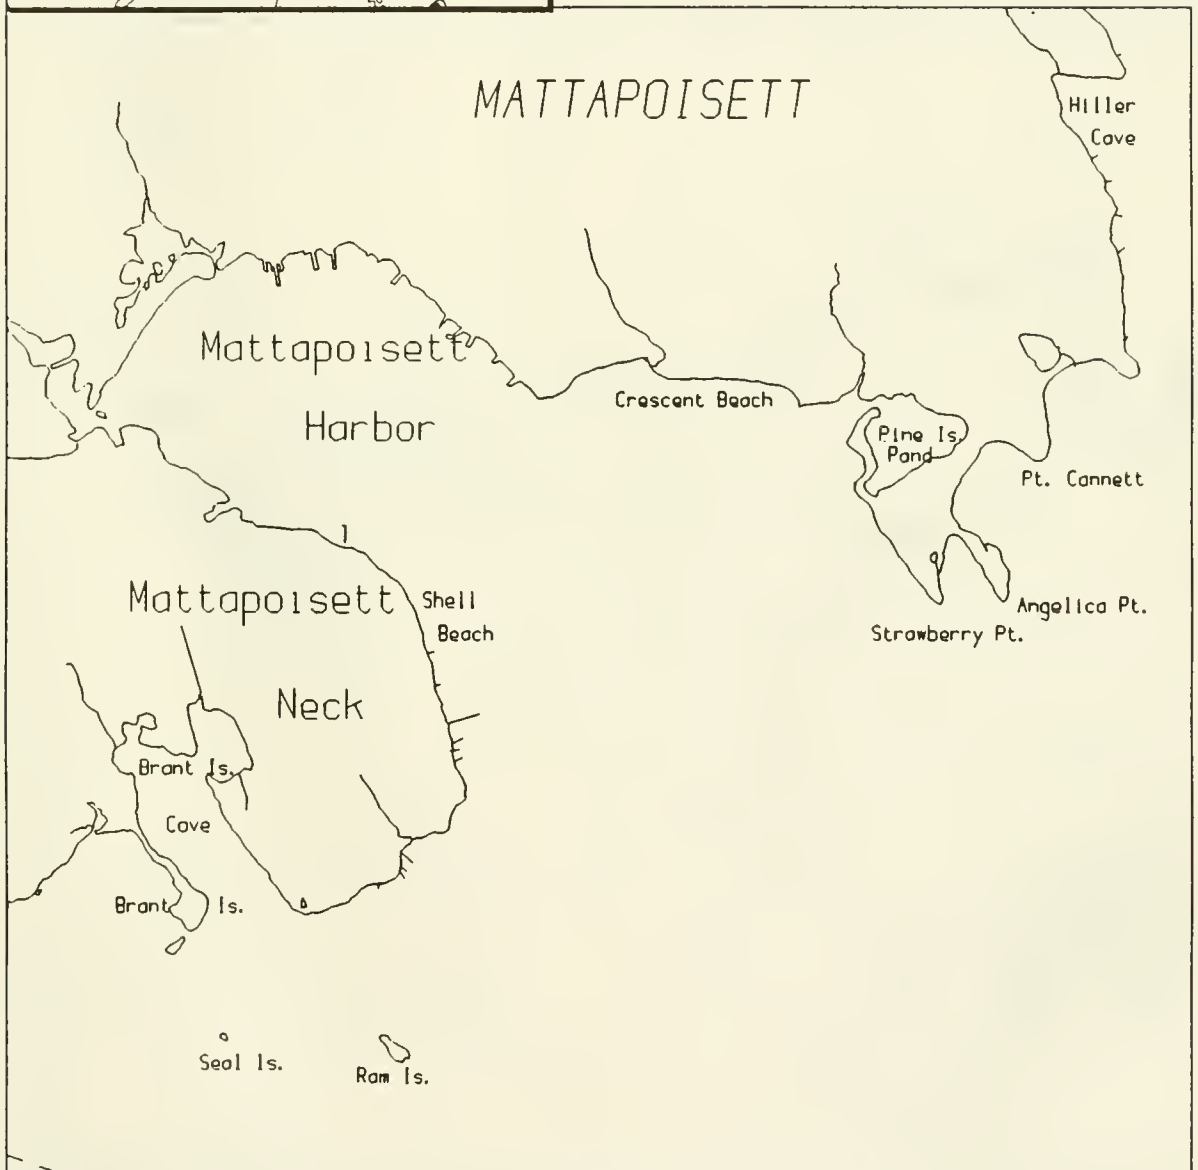 MATTAPOISETT
Hiller
Cove
Mattapoisett
Harbor
Crescent Beach
Pine Is.
Pond
Pt. Connett
Mattapoisett
Neck
Shell
Beach
Angelica Pt.
Strawberry Pt.
Brant Is.
Cove
Brant Is.
Seal Is.
Ram Is.